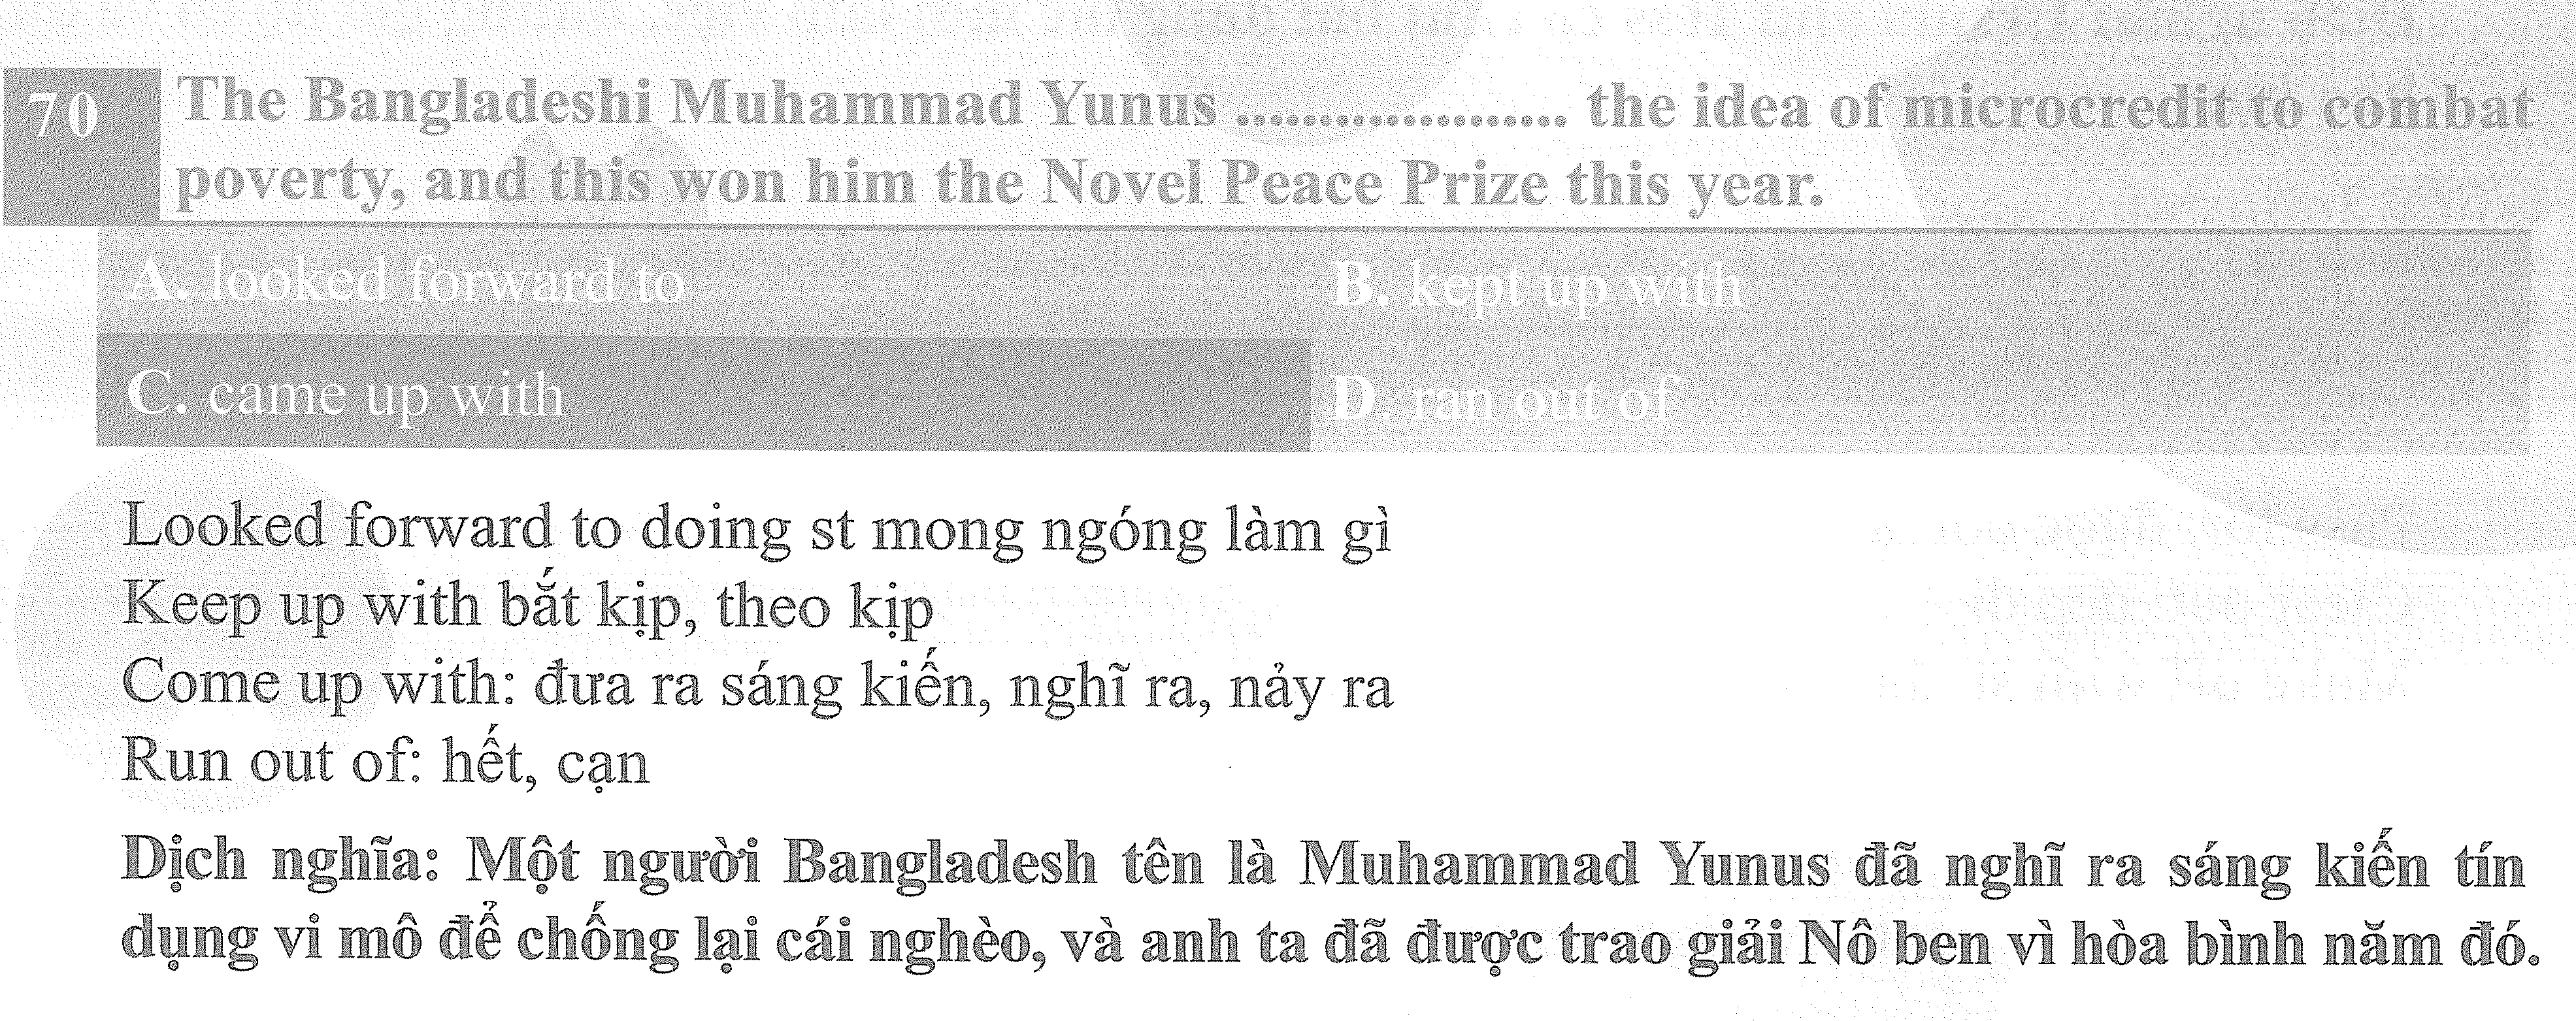 70
The Bangladeshi Muhammad Yunus .................... the idea of microcredit to combat
poverty, and this won him the Novel Peace Prize this year.
A. looked forward to
B. kept up with
C. came up with
D. ran out of
Looked forward to doing st mong ngóng làm gì
Keep up with bắt kịp, theo kịp
Come up with: đưa ra sáng kiến, nghĩ ra, nảy ra
Run out of: hết, cạn
Dịch nghĩa: Một người Bangladesh tên là Muhammad Yunus đã nghĩ ra sáng kiến tín
dụng vi mô để chống lại cái nghèo, và anh ta đã được trao giải Nô ben vì hòa bình năm đó.